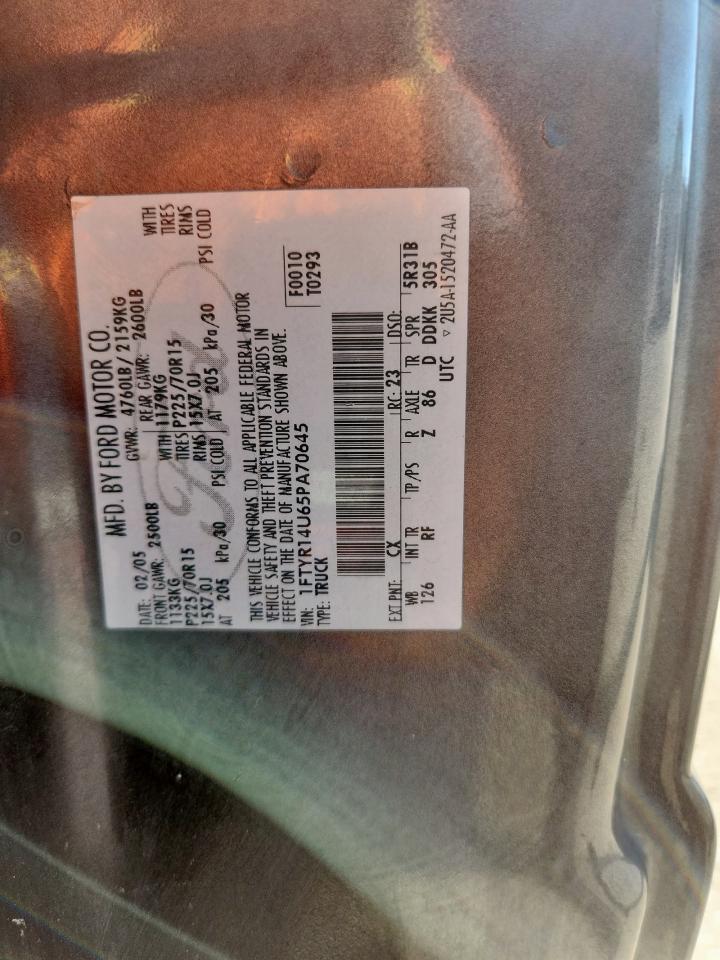 MFD. BY FORD MOTOR CO.
DATE: 02/05 GVWR: 4760LB/ 2159KG
FRONT GAWR: 2500LB REAR GAWR: 2600LB
1133KG WITH 1179KG WITH
P225/70R15 TIRES P225/70R15 TIRES
15X7.0J RIMS 15X7.0J RIMS
AT 205 kPa/30 PSI COLD AT 205 kPa/30 PSI COLD
Ford
THIS VEHICLE CONFORMS TO ALL APPLICABLE FEDERAL MOTOR
VEHICLE SAFETY AND THEFT PREVENTION STANDARDS IN
EFFECT ON THE DATE OF MANUFACTURE SHOWN ABOVE.
VIN: 1FTYR14U65PA70645 F0010
TYPE: TRUCK T0293
EXT PNT: CX RC: 23 DSO:
WB INT TR TP/PS R AXLE TR SPR 5R31B
126 RF Z 86 D DDKK 305
UTC ▽ 2U5A-1520472-AA